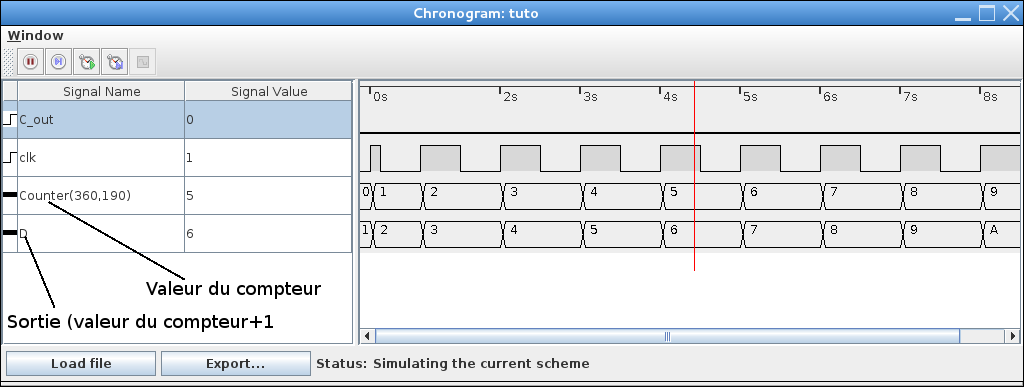 Chronogram: tuto
Window
Signal Name Signal Value
0s 2s 3s 4s 5s 6s 7s 8s
C_out 0
clk 1
Counter(360,190) 5
0 1 2 3 4 5 6 7 8 9
D 6
1 2 3 4 5 6 7 8 9 A
Valeur du compteur
Sortie (valeur du compteur+1
Load file Export... Status: Simulating the current scheme